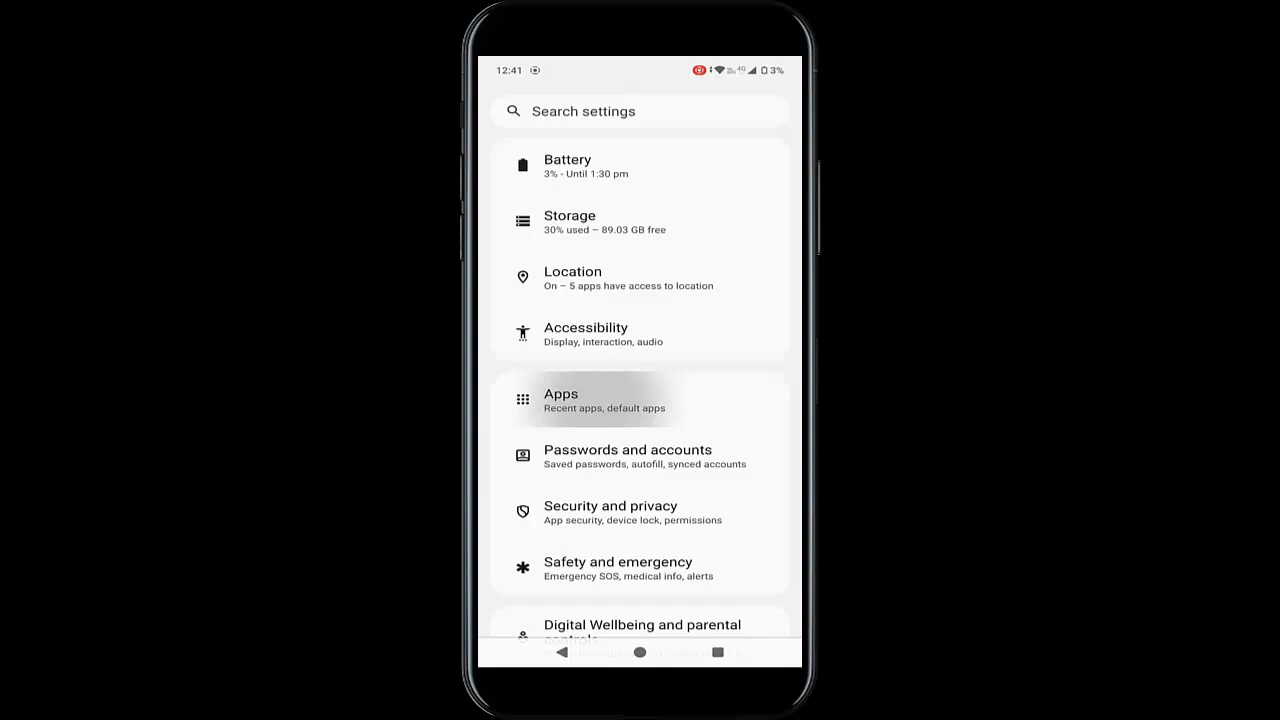 12:41 4G 3%
Search settings
Battery
3% - Until 1:30 pm
Storage
30% used – 89.03 GB free
Location
On – 5 apps have access to location
Accessibility
Display, interaction, audio
Apps
Recent apps, default apps
Passwords and accounts
Saved passwords, autofill, synced accounts
Security and privacy
App security, device lock, permissions
Safety and emergency
Emergency SOS, medical info, alerts
Digital Wellbeing and parental
controls